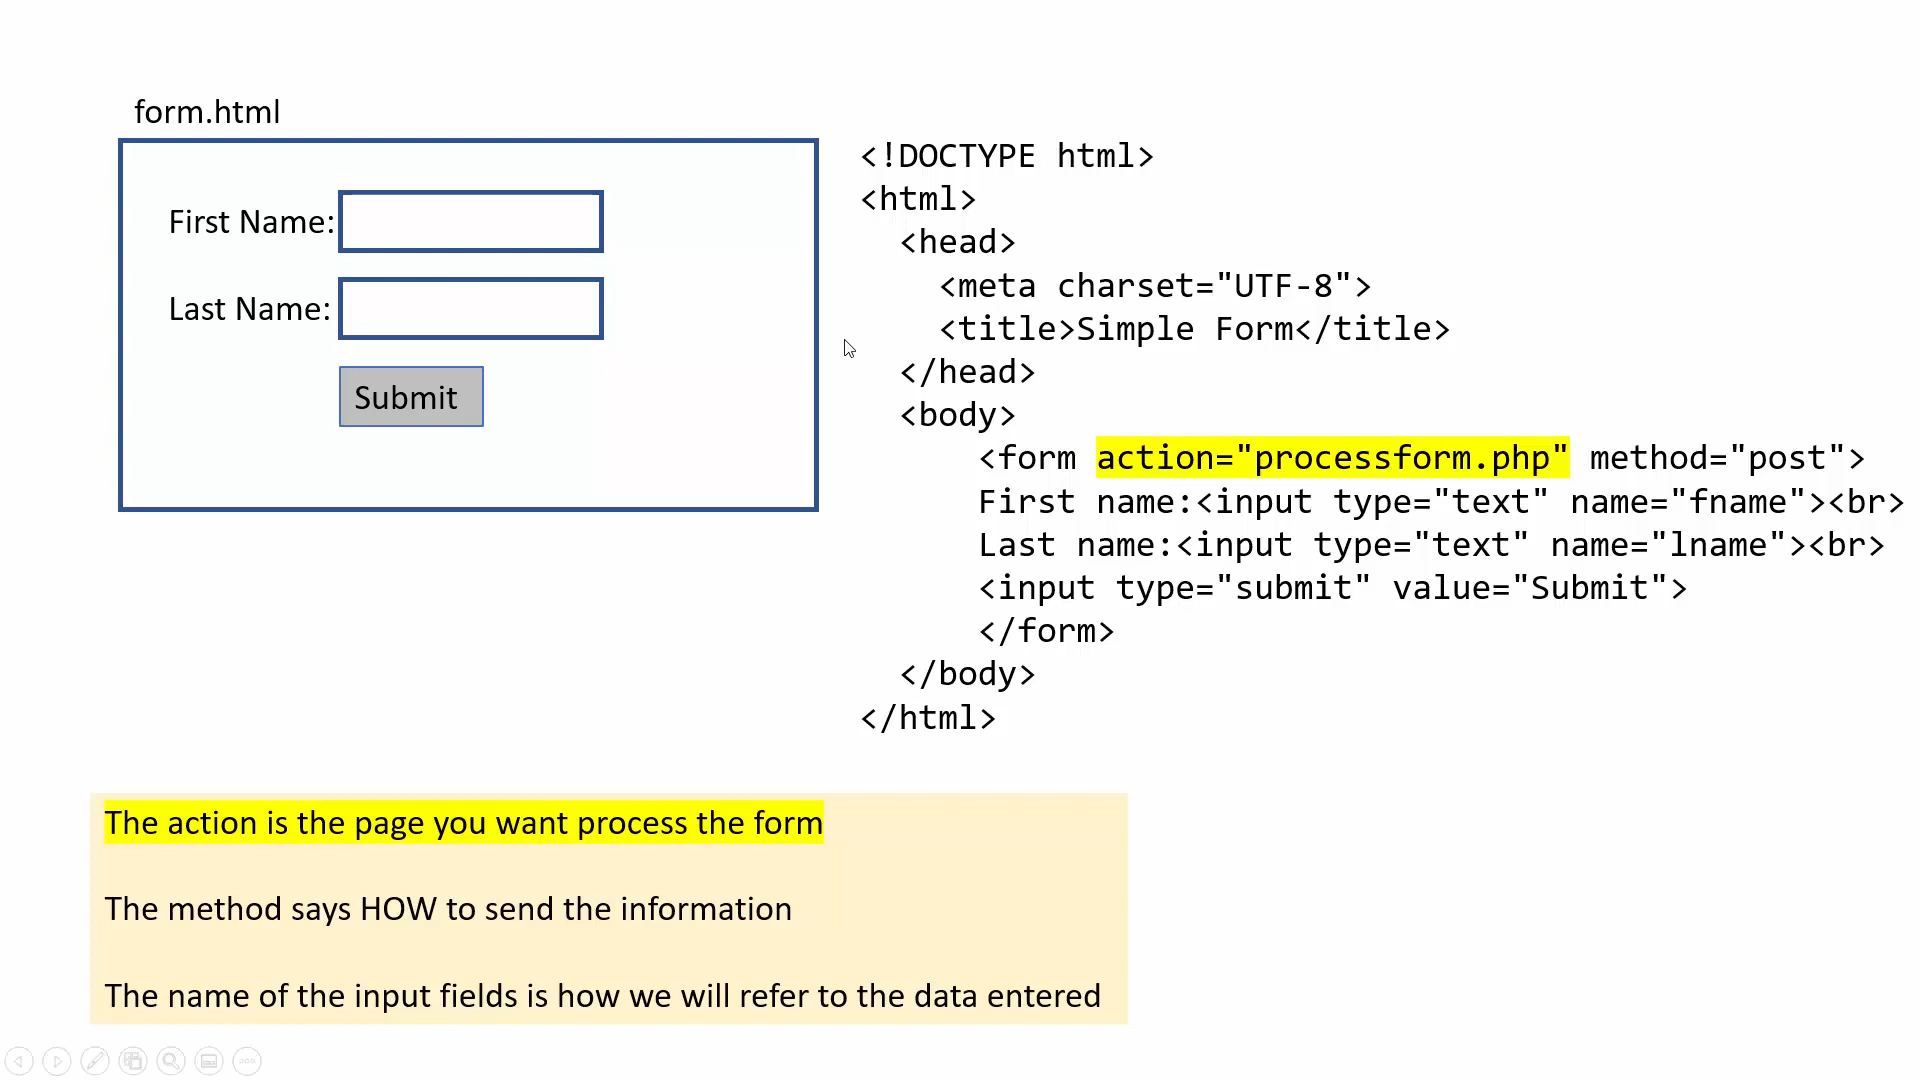 form.html
First Name:
Last Name:
Submit
<!DOCTYPE html>
<html>
<head>
<meta charset="UTF-8">
<title>Simple Form</title>
</head>
<body>
<form action="processform.php" method="post">
First name:<input type="text" name="fname"><br>
Last name:<input type="text" name="lname"><br>
<input type="submit" value="Submit">
</form>
</body>
</html>
The action is the page you want process the form
The method says HOW to send the information
The name of the input fields is how we will refer to the data entered